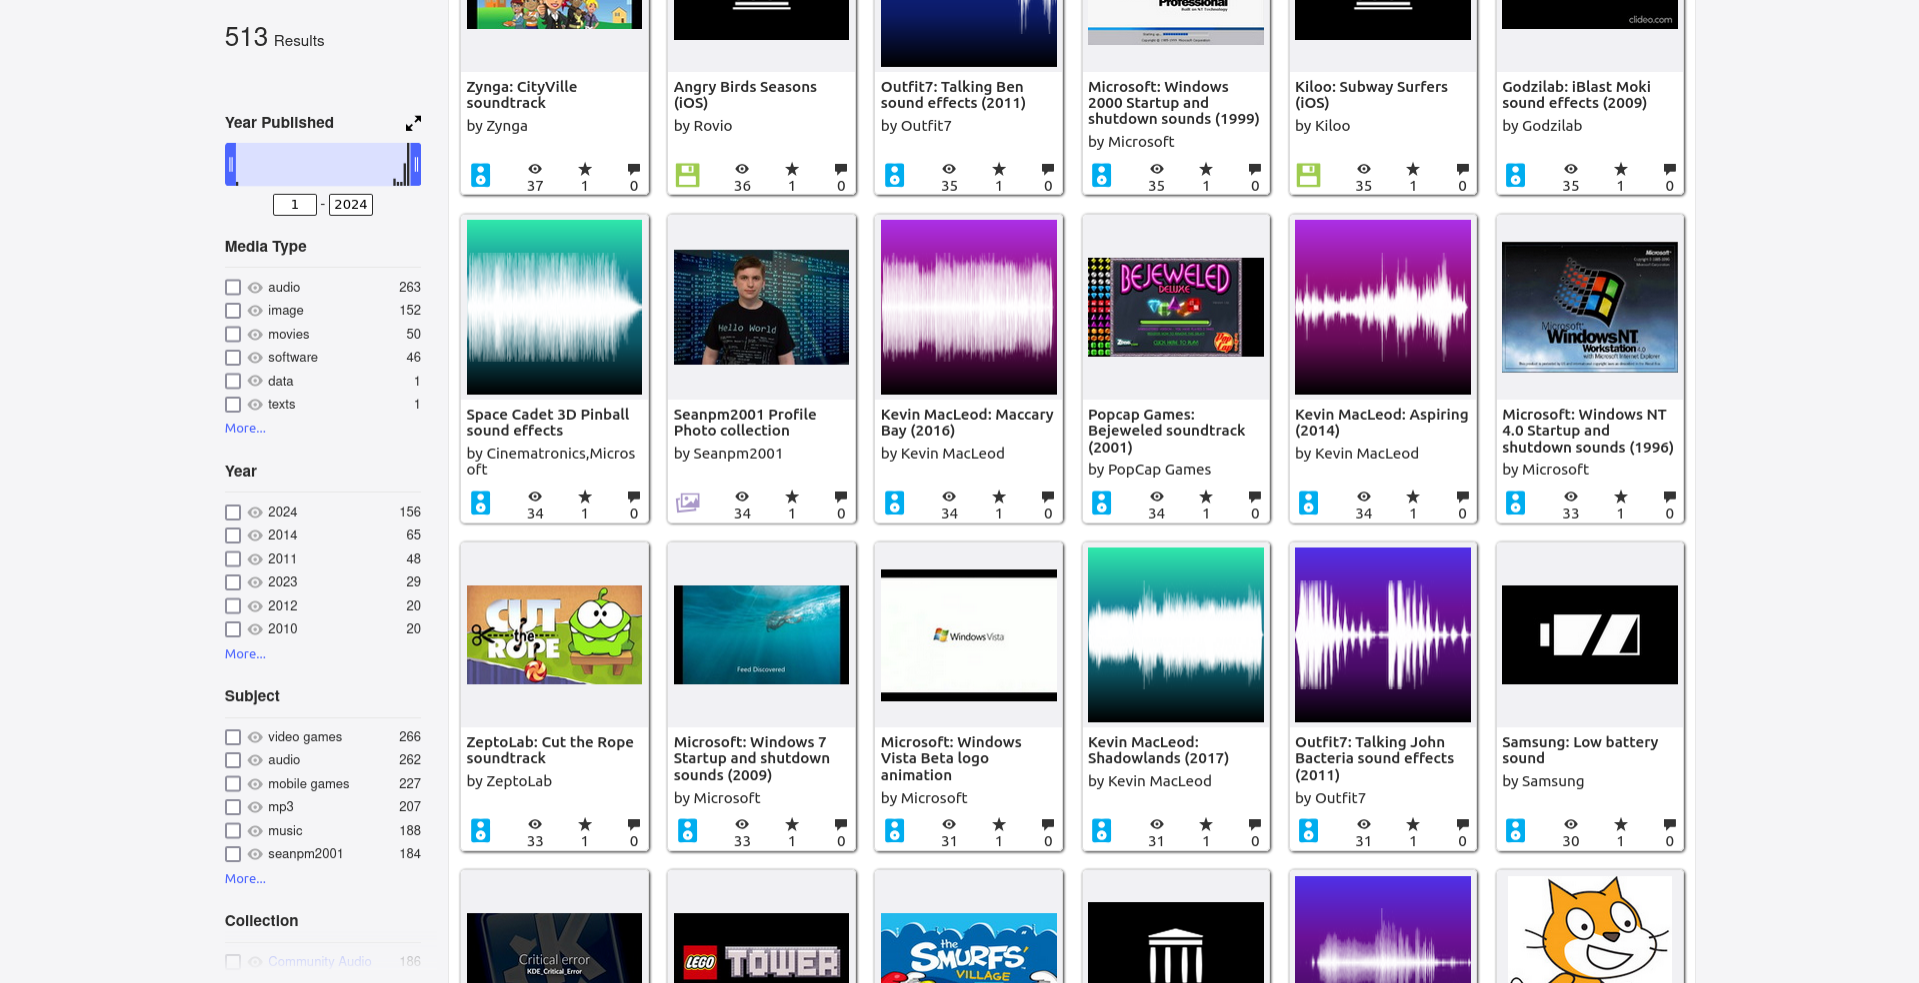 513 Results
Year Published
1 - 2024
Media Type
audio 263
image 152
movies 50
software 46
data 1
texts 1
More...
Year
2024 156
2014 65
2011 48
2023 29
2012 20
2010 20
More...
Subject
video games 266
audio 262
mobile games 227
mp3 207
music 188
seanpm2001 184
More...
Collection
Community Audio 186
Zynga: CityVille
soundtrack
by Zynga
37 1 0
Angry Birds Seasons
(iOS)
by Rovio
36 1 0
Outfit7: Talking Ben
sound effects (2011)
by Outfit7
35 1 0
Professional
Built on NT Technology
Microsoft: Windows
2000 Startup and
shutdown sounds (1999)
by Microsoft
35 1 0
Kiloo: Subway Surfers
(iOS)
by Kiloo
35 1 0
clideo.com
Godzilab: iBlast Moki
sound effects (2009)
by Godzilab
35 1 0
Space Cadet 3D Pinball
sound effects
by Cinematronics,Micros
oft
34 1 0
Hello World
Seanpm2001 Profile
Photo collection
by Seanpm2001
34 1 0
Kevin MacLeod: Maccary
Bay (2016)
by Kevin MacLeod
34 1 0
BEJEWELED
DELUXE
CLICK HERE TO PLAY!
Popcap Games:
Bejeweled soundtrack
(2001)
by PopCap Games
34 1 0
Kevin MacLeod: Aspiring
(2014)
by Kevin MacLeod
34 1 0
Microsoft
Microsoft
Windows NT
Workstation 4.0
with Microsoft Internet Explorer
Microsoft: Windows NT
4.0 Startup and
shutdown sounds (1996)
by Microsoft
33 1 0
CUT
the
ROPE
ZeptoLab: Cut the Rope
soundtrack
by ZeptoLab
33 1 0
Feed Discovered
Microsoft: Windows 7
Startup and shutdown
sounds (2009)
by Microsoft
33 1 0
Windows Vista
Microsoft: Windows
Vista Beta logo
animation
by Microsoft
31 1 0
Kevin MacLeod:
Shadowlands (2017)
by Kevin MacLeod
31 1 0
Outfit7: Talking John
Bacteria sound effects
(2011)
by Outfit7
31 1 0
Samsung: Low battery
sound
by Samsung
30 1 0
Critical error
KDE_Critical_Error
LEGO TOWER
the
SMURFS'
VILLAGE